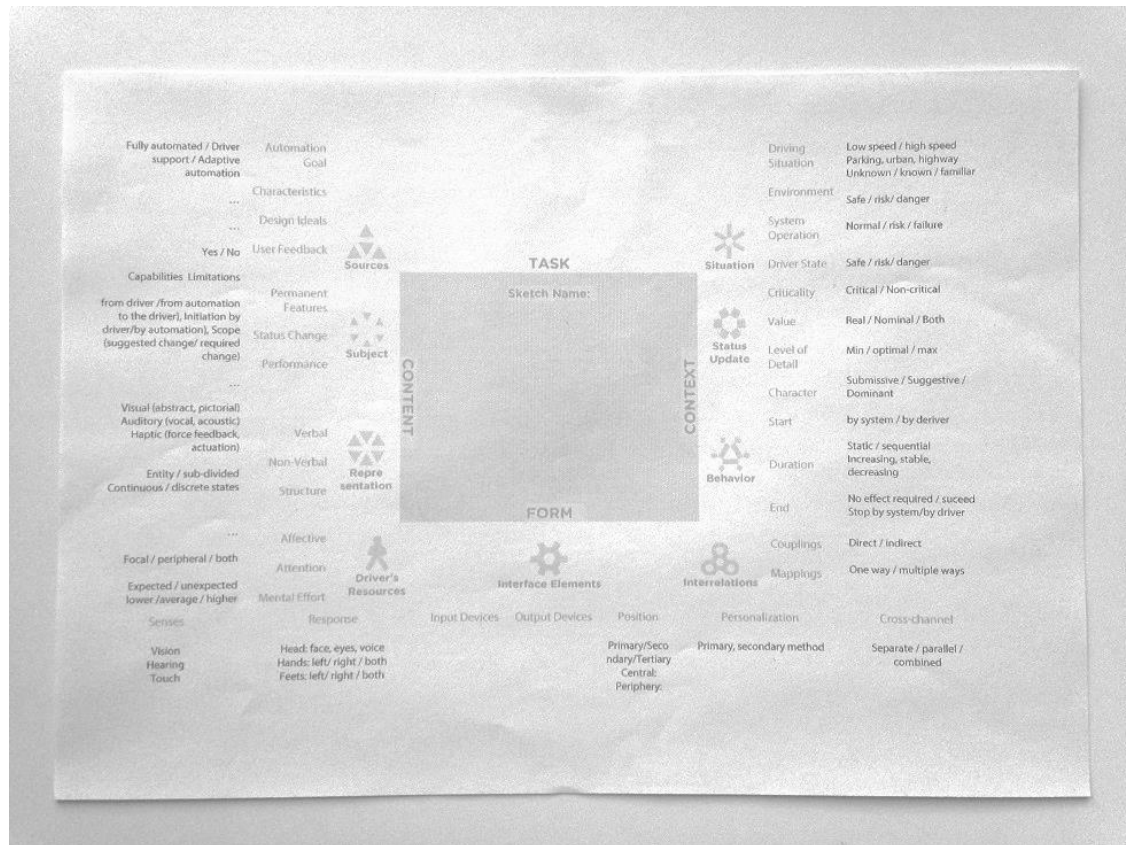 Fully automated / Driver
support / Adaptive
automation
...
...
Yes / No
Capabilities Limitations
from driver /from automation
to the driver), Initiation by
driver/by automation), Scope
(suggested change/ required
change)
...
Visual (abstract, pictorial)
Auditory (vocal, acoustic)
Haptic (force feedback,
actuation)
Entity / sub-divided
Continuous / discrete states
...
Focal / peripheral / both
Expected / unexpected
lower /average / higher
Automation
Goal
Characteristics
Design Ideals
User Feedback
Permanent
Features
Status Change
Performance
Verbal
Non-Verbal
Structure
Affective
Attention
Mental Effort
Sources
Subject
Repre
sentation
Driver's
Resources
TASK
Sketch Name:
CONTENT
CONTEXT
FORM
Interface Elements
Interrelations
Situation
Status
Update
Behavior
Driving
Situation
Environment
System
Operation
Driver State
Criticality
Value
Level of
Detail
Character
Start
Duration
End
Couplings
Mappings
Low speed / high speed
Parking, urban, highway
Unknown / known / familiar
Safe / risk/ danger
Normal / risk / failure
Safe / risk/ danger
Critical / Non-critical
Real / Nominal / Both
Min / optimal / max
Submissive / Suggestive /
Dominant
by system / by deriver
Static / sequential
Increasing, stable,
decreasing
No effect required / suceed
Stop by system/by driver
Direct / indirect
One way / multiple ways
Senses
Response
Input Devices
Output Devices
Position
Personalization
Cross-channel
Vision
Hearing
Touch
Head: face, eyes, voice
Hands: left/ right / both
Feets: left/ right / both
Primary/Seco
ndary/Tertiary
Central:
Periphery:
Primary, secondary method
Separate / parallel /
combined